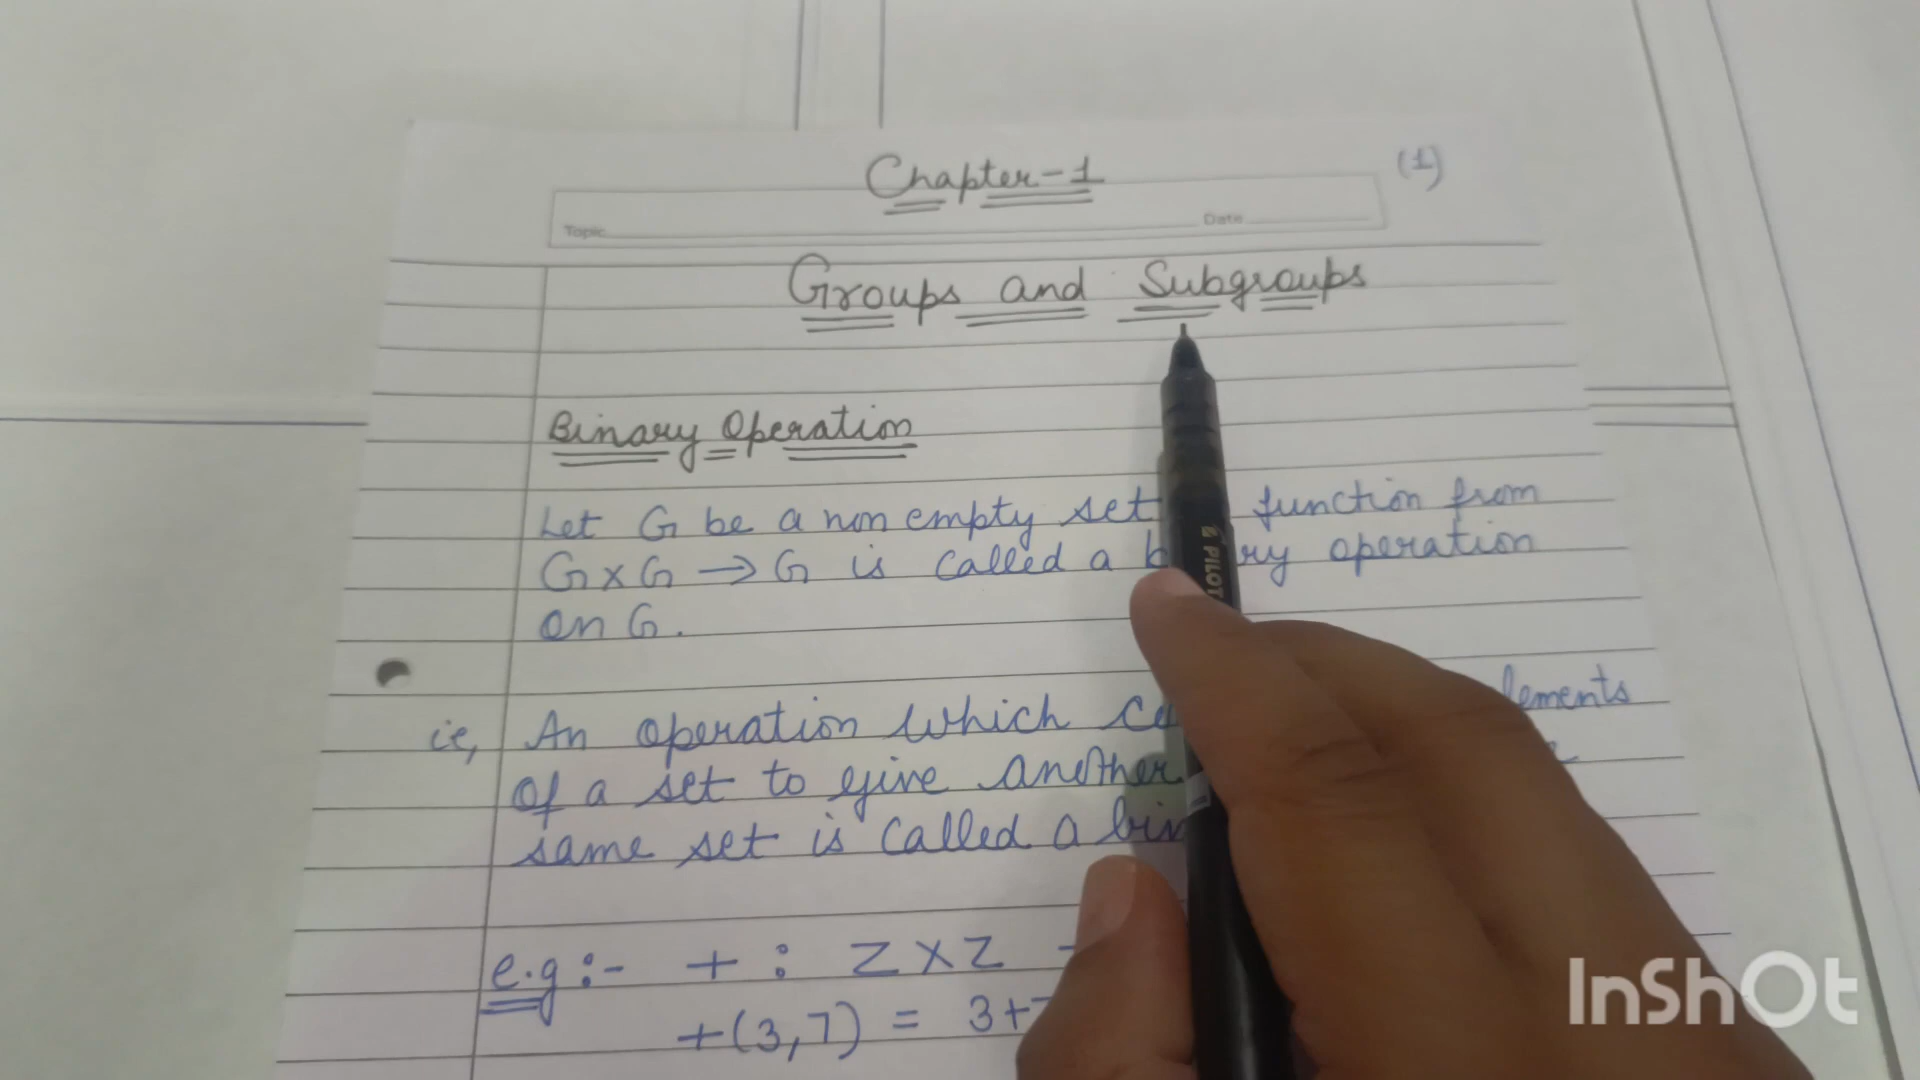 Chapter-1
(1)
Topic
Date
Groups and Subgroups
Binary Operation
Let G be a non empty set function from
G×G→G is called a b ry operation
on G.
ie, An operation which c lements
of a set to give another
same set is called a bin
e.g:- + : Z×Z
+(3,7) = 3+7
PILOT
InShOt